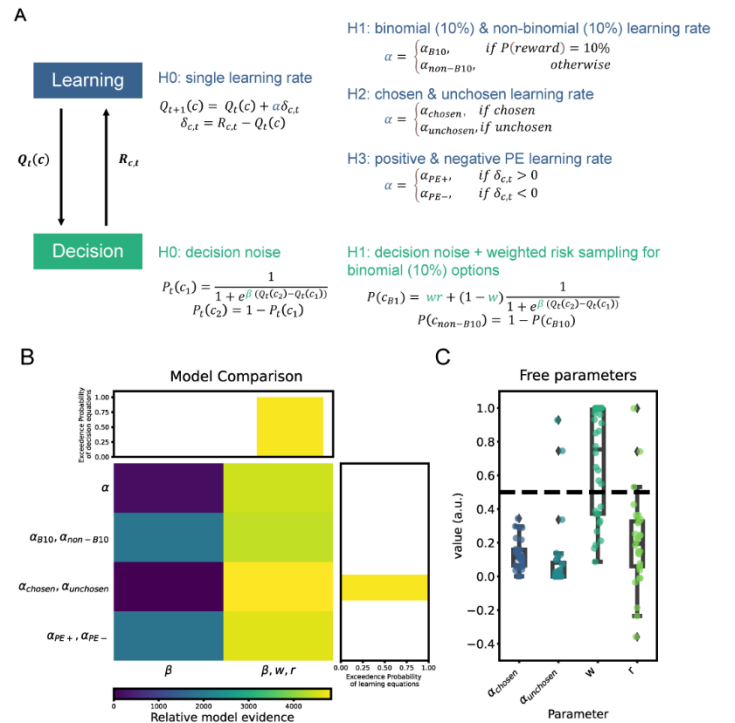 A
Learning
Q_t(c)
R_{c,t}
Decision
H0: single learning rate
Q_{t+1}(c) = Q_t(c) + αδ_{c,t}
δ_{c,t} = R_{c,t} − Q_t(c)
H1: binomial (10%) & non-binomial (10%) learning rate
α = { α_{B10}, if P(reward) = 10%
α_{non−B10}, otherwise
H2: chosen & unchosen learning rate
α = { α_{chosen}, if chosen
α_{unchosen}, if unchosen
H3: positive & negative PE learning rate
α = { α_{PE+}, if δ_{c,t} > 0
α_{PE−}, if δ_{c,t} < 0
H0: decision noise
P_t(c_1) = 1 / (1 + e^{β (Q_t(c_2)−Q_t(c_1))})
P_t(c_2) = 1 − P_t(c_1)
H1: decision noise + weighted risk sampling for
binomial (10%) options
P(c_{B1}) = wr + (1 − w) 1 / (1 + e^{β (Q_t(c_2)−Q_t(c_1))})
P(c_{non−B10}) = 1 − P(c_{B10})
B
Model Comparison
Exceedence Probability
of decision equations
1.00
0.75
0.50
0.25
0.00
α
α_{B10}, α_{non−B10}
α_{chosen}, α_{unchosen}
α_{PE+}, α_{PE−}
β
β, w, r
0.00 0.25 0.50 0.75 1.00
Exceedence Probability
of learning equations
0 1000 2000 3000 4000
Relative model evidence
C
Free parameters
value (a.u.)
1.0
0.8
0.6
0.4
0.2
0.0
−0.2
−0.4
α_{chosen}
α_{unchosen}
w
r
Parameter